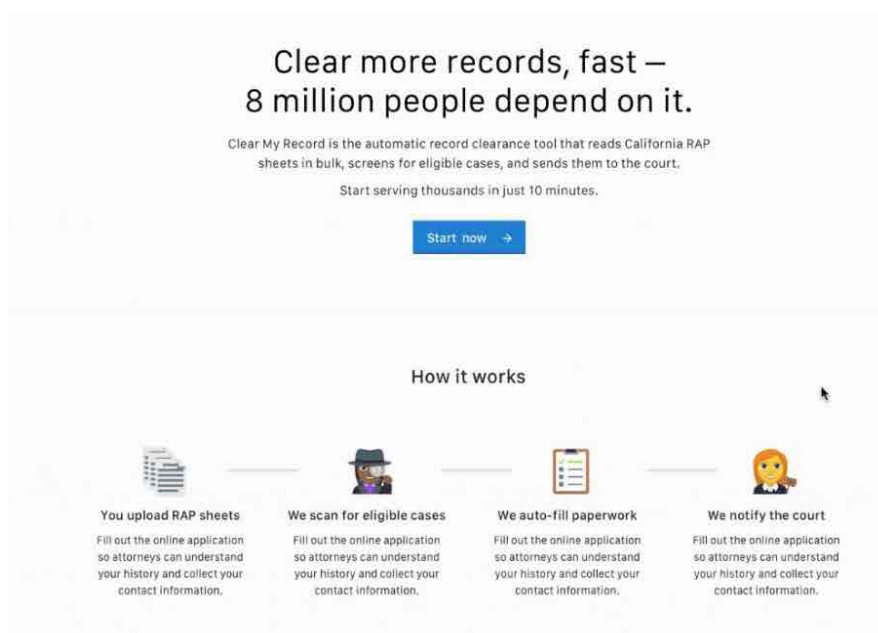 Clear more records, fast –
8 million people depend on it.
Clear My Record is the automatic record clearance tool that reads California RAP
sheets in bulk, screens for eligible cases, and sends them to the court.
Start serving thousands in just 10 minutes.
Start now →
How it works
You upload RAP sheets
Fill out the online application
so attorneys can understand
your history and collect your
contact information.
We scan for eligible cases
Fill out the online application
so attorneys can understand
your history and collect your
contact information.
We auto-fill paperwork
Fill out the online application
so attorneys can understand
your history and collect your
contact information.
We notify the court
Fill out the online application
so attorneys can understand
your history and collect your
contact information.